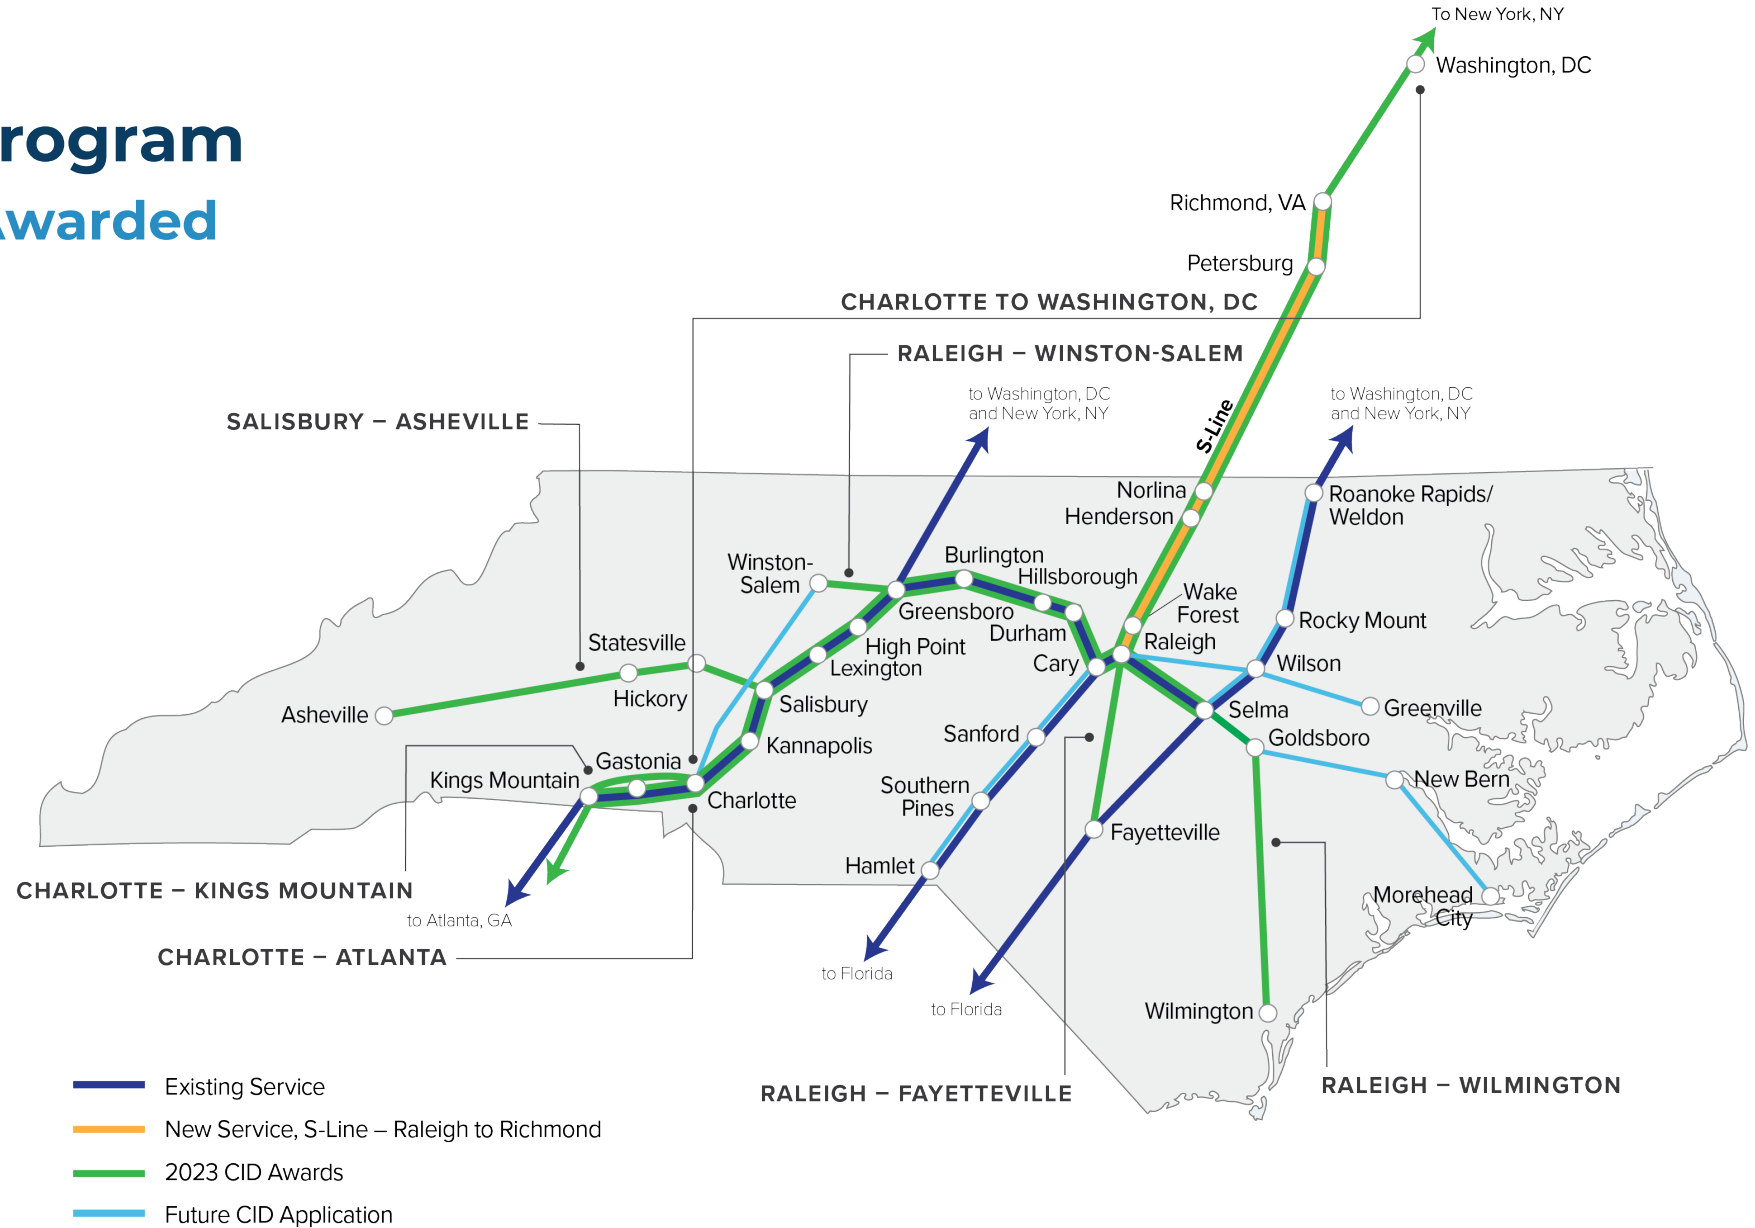 To New York, NY
Washington, DC
rogram
Awarded
Richmond, VA
Petersburg
CHARLOTTE TO WASHINGTON, DC
RALEIGH – WINSTON-SALEM
to Washington, DC
and New York, NY
to Washington, DC
and New York, NY
S-Line
SALISBURY – ASHEVILLE
Norlina
Henderson
Roanoke Rapids/
Weldon
Winston-
Salem
Burlington
Hillsborough
Greensboro
Durham
Wake
Forest
Raleigh
Rocky Mount
Statesville
High Point
Lexington
Cary
Wilson
Hickory
Asheville
Salisbury
Selma
Greenville
Kannapolis
Sanford
Goldsboro
Gastonia
Kings Mountain
Charlotte
Southern
Pines
New Bern
Fayetteville
Hamlet
CHARLOTTE – KINGS MOUNTAIN
to Atlanta, GA
Morehead
City
CHARLOTTE – ATLANTA
to Florida
to Florida
Wilmington
RALEIGH – FAYETTEVILLE
RALEIGH – WILMINGTON
Existing Service
New Service, S-Line – Raleigh to Richmond
2023 CID Awards
Future CID Application